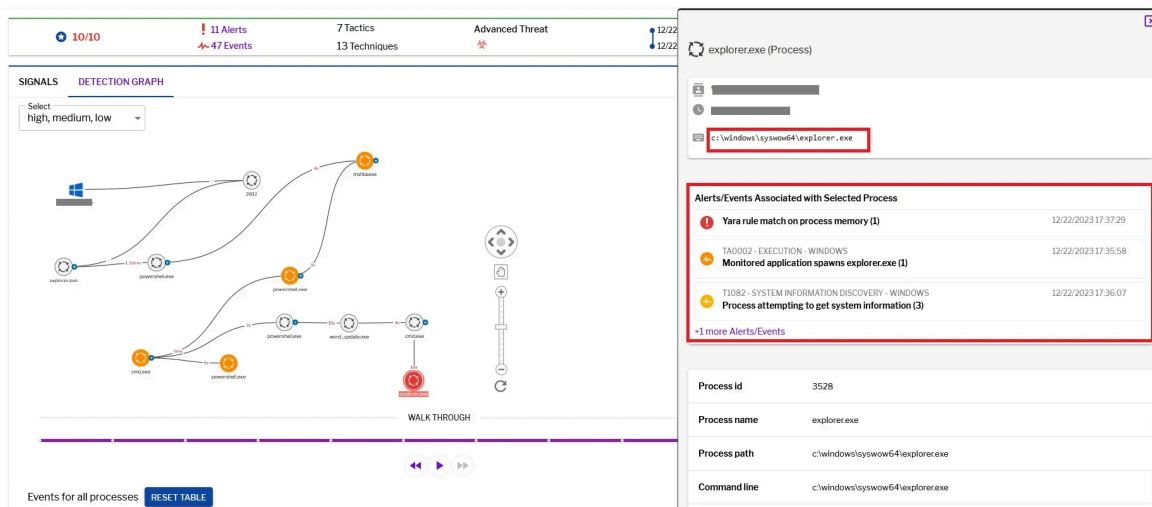 10/10
11 Alerts
47 Events
7 Tactics
13 Techniques
Advanced Threat
12/22
12/22
SIGNALS DETECTION GRAPH
Select
high, medium, low
mshta.exe
2012
4s
1.33min
explorer.exe
powershell.exe
powershell.exe
powershell.exe
wind_update.exe
cmd.exe
cmd.exe
powershell.exe
explorer.exe
WALK THROUGH
Events for all processes RESET TABLE
explorer.exe (Process)
c:\windows\syswow64\explorer.exe
Alerts/Events Associated with Selected Process
Yara rule match on process memory (1) 12/22/2023 17:37:29
TA0002 - EXECUTION - WINDOWS 12/22/2023 17:35:58
Monitored application spawns explorer.exe (1)
T1082 - SYSTEM INFORMATION DISCOVERY - WINDOWS 12/22/2023 17:36:07
Process attempting to get system information (3)
+1 more Alerts/Events
Process id 3528
Process name explorer.exe
Process path c:\windows\syswow64\explorer.exe
Command line c:\windows\syswow64\explorer.exe